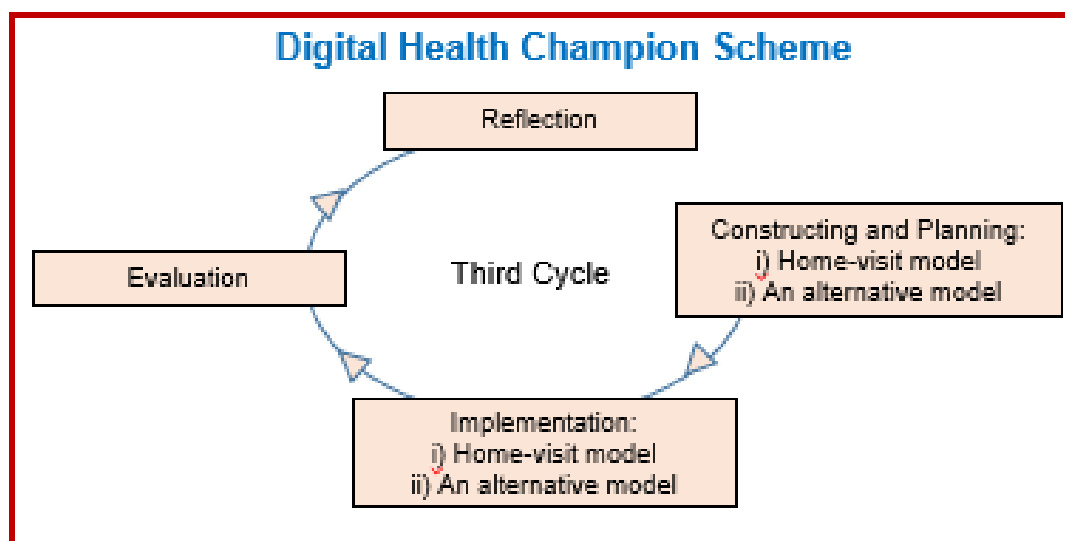 Digital Health Champion Scheme
Reflection
Constructing and Planning:
i) Home-visit model
ii) An alternative model
Evaluation
Third Cycle
Implementation:
i) Home-visit model
ii) An alternative model